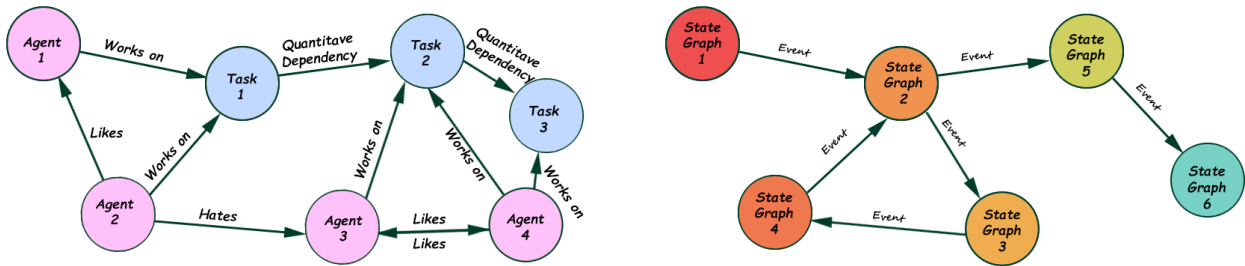 Agent
1
Works on
Task
1
Quantitave
Dependency
Task
2
Quantitave
Dependency
Task
3
Likes
Works on
Works on
Works on
Works on
Agent
2
Hates
Agent
3
Likes
Likes
Agent
4
State
Graph
1
Event
State
Graph
2
Event
State
Graph
5
Event
State
Graph
6
Event
Event
State
Graph
4
Event
State
Graph
3